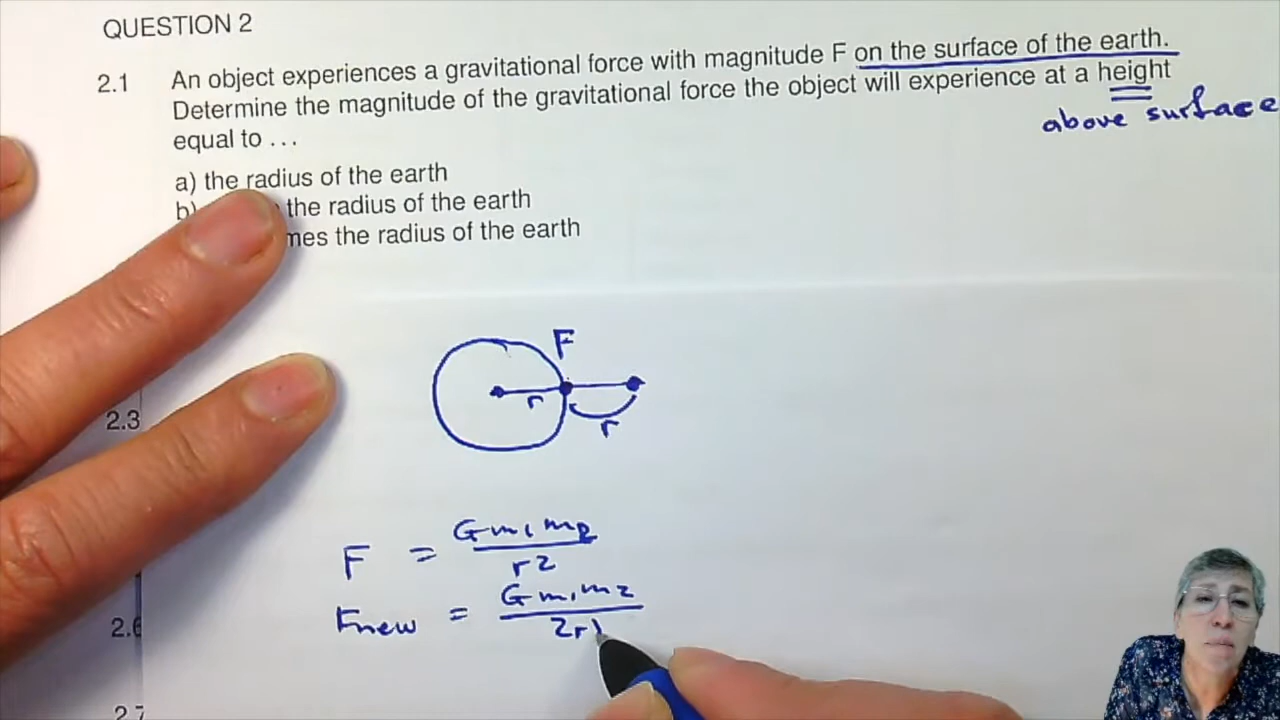 QUESTION 2
2.1 An object experiences a gravitational force with magnitude F on the surface of the earth.
Determine the magnitude of the gravitational force the object will experience at a height
above surface
equal to . . .
a) the radius of the earth
b) the radius of the earth
the radius of the earth
F
r
r
2.3
F = Gm1m2
r2
Fnew = Gm1m2
2r
2.6
2.7